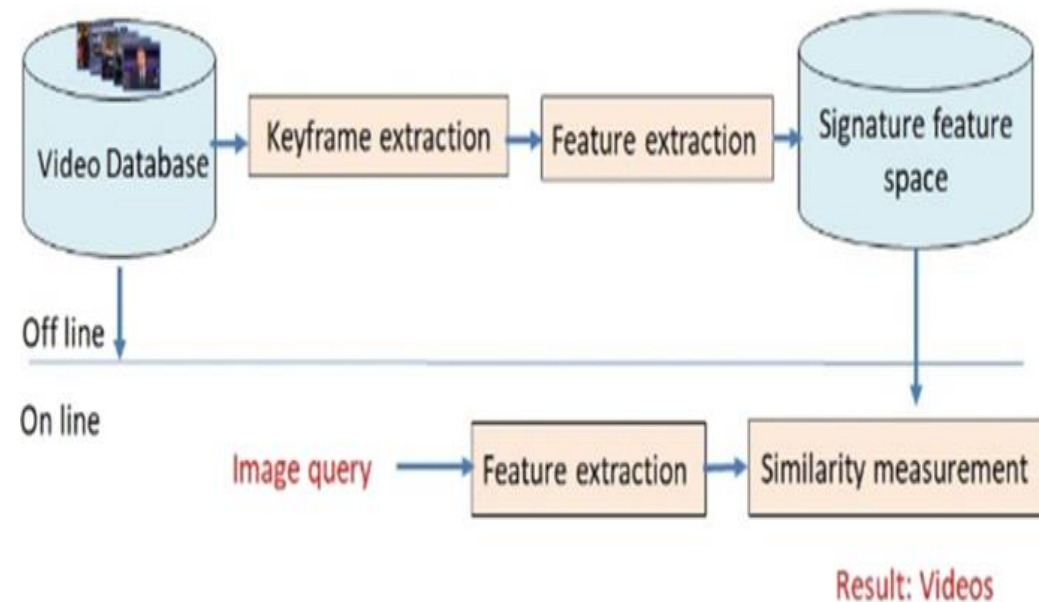 Video Database
Keyframe extraction
Feature extraction
Signature feature
space
Off line
On line
Image query
Feature extraction
Similarity measurement
Result: Videos